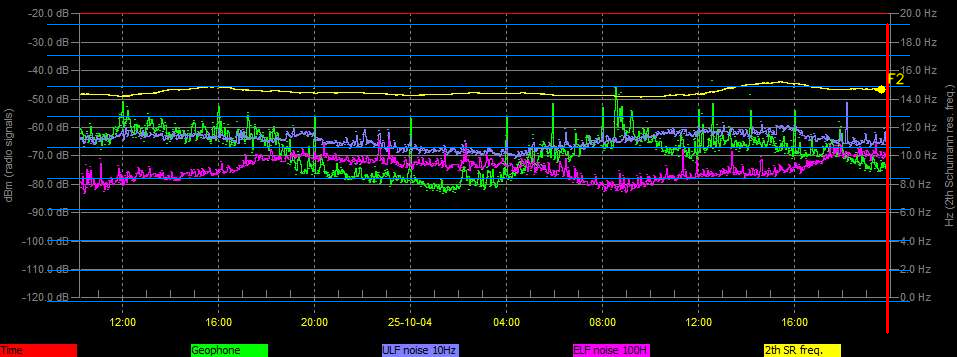 -20.0 dB 20.0 Hz
-30.0 dB 18.0 Hz
-40.0 dB 16.0 Hz
F2
-50.0 dB 14.0 Hz
-60.0 dB 12.0 Hz
-70.0 dB 10.0 Hz
-80.0 dB 8.0 Hz
-90.0 dB 6.0 Hz
-100.0 dB 4.0 Hz
-110.0 dB 2.0 Hz
-120.0 dB 0.0 Hz
dBm (radio signals)
Hz (2th Schumann res. freq.)
12:00 16:00 20:00 25-10-04 04:00 08:00 12:00 16:00
Time Geophone ULF noise 10Hz ELF noise 100H 2th SR freq.